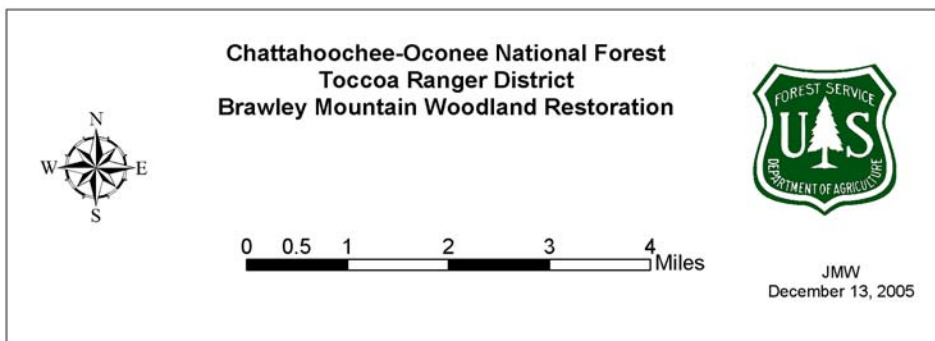 Chattahoochee-Oconee National Forest
Toccoa Ranger District
Brawley Mountain Woodland Restoration
N
W E
S
FOREST SERVICE
U S
DEPARTMENT OF AGRICULTURE
0 0.5 1 2 3 4
Miles
JMW
December 13, 2005